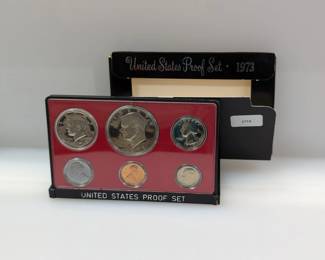 United States Proof Set · 1973
UNITED STATES PROOF SET